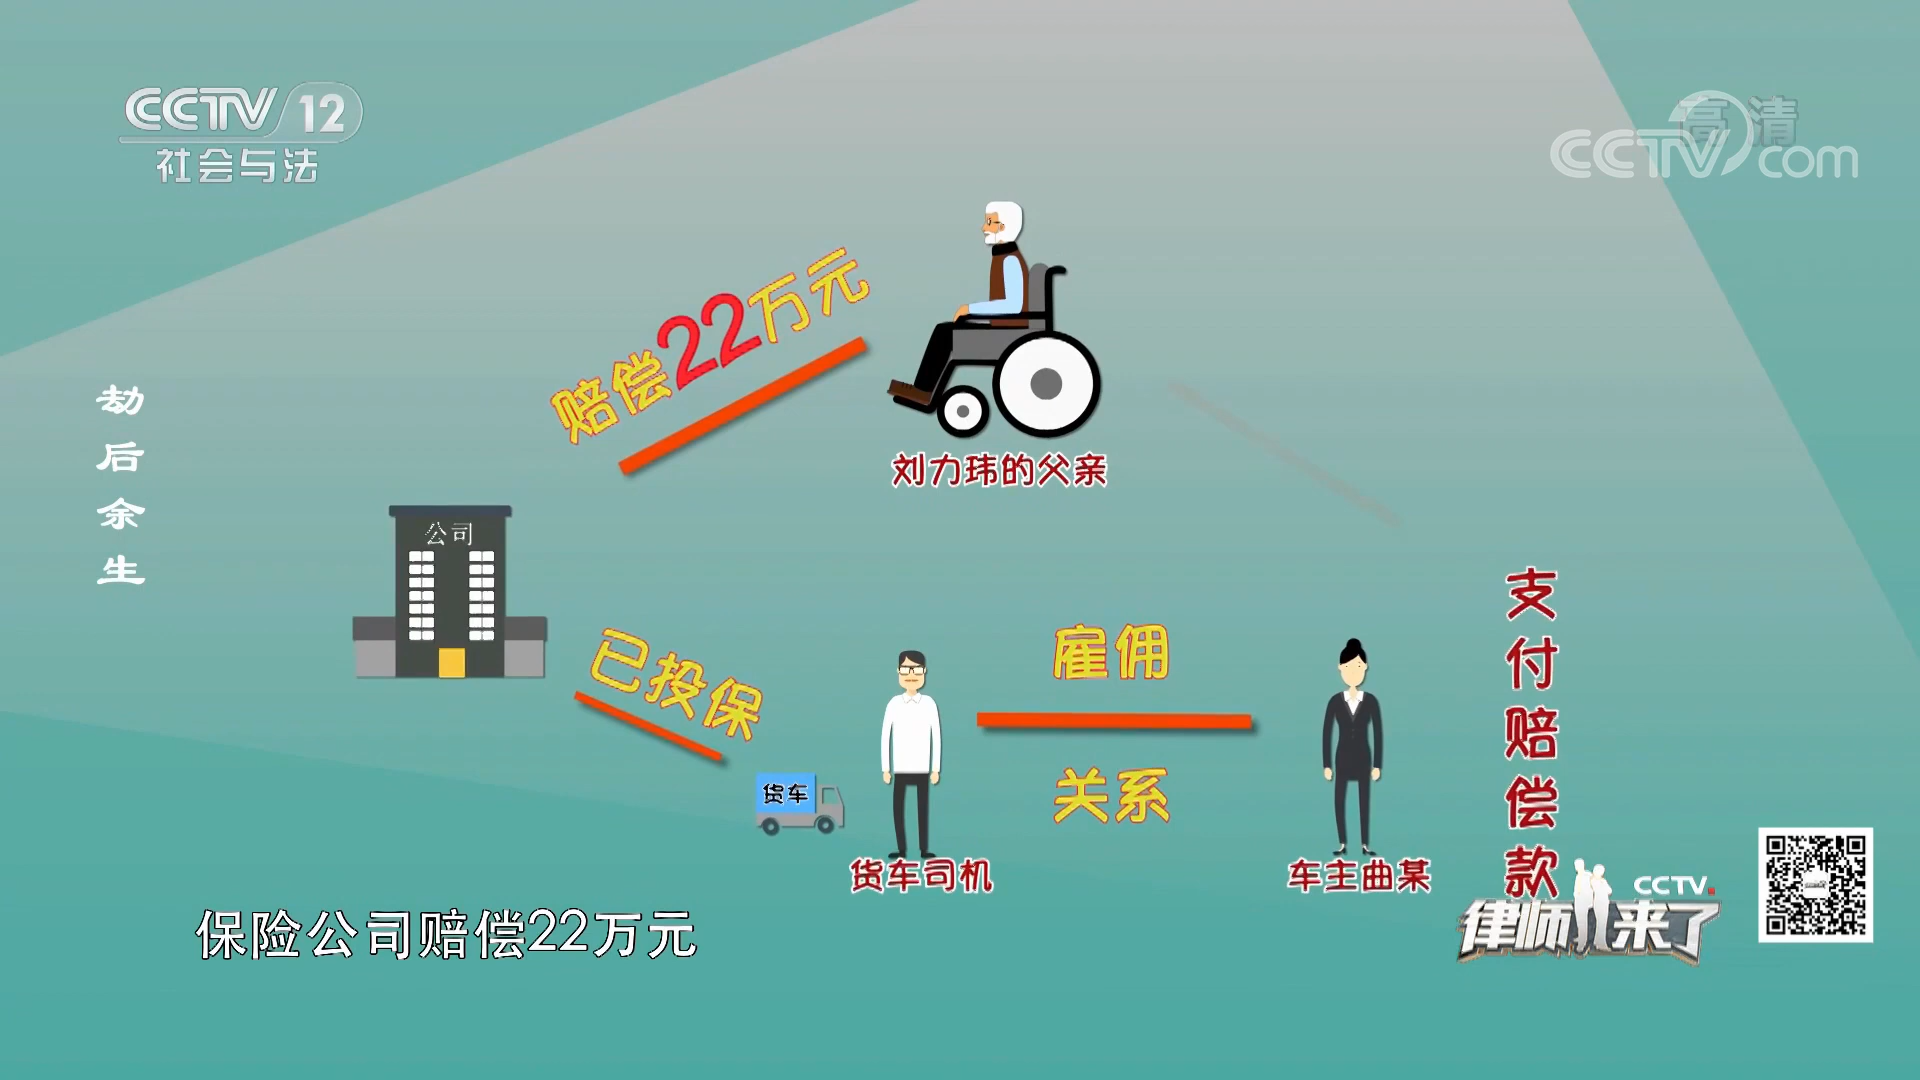 CCTV 12
社会与法
高清
CCTV.com
劫后余生
赔偿22万元
刘力玮的父亲
公司
已投保
货车
货车司机
雇佣
关系
车主曲某
支付赔偿款
保险公司赔偿22万元
CCTV
律师来了